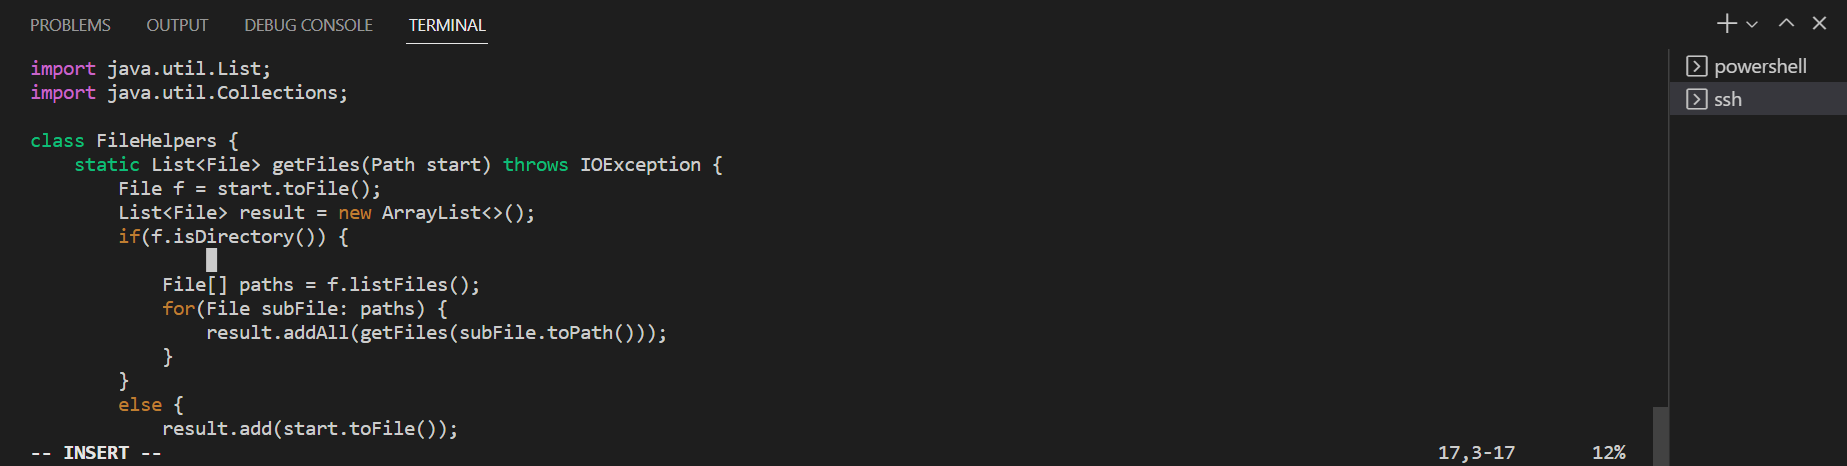 PROBLEMS OUTPUT DEBUG CONSOLE TERMINAL
import java.util.List;
import java.util.Collections;
class FileHelpers {
    static List<File> getFiles(Path start) throws IOException {
        File f = start.toFile();
        List<File> result = new ArrayList<>();
        if(f.isDirectory()) {
            File[] paths = f.listFiles();
            for(File subFile: paths) {
                result.addAll(getFiles(subFile.toPath()));
            }
        }
        else {
            result.add(start.toFile());
-- INSERT -- 17,3-17 12%
powershell
ssh